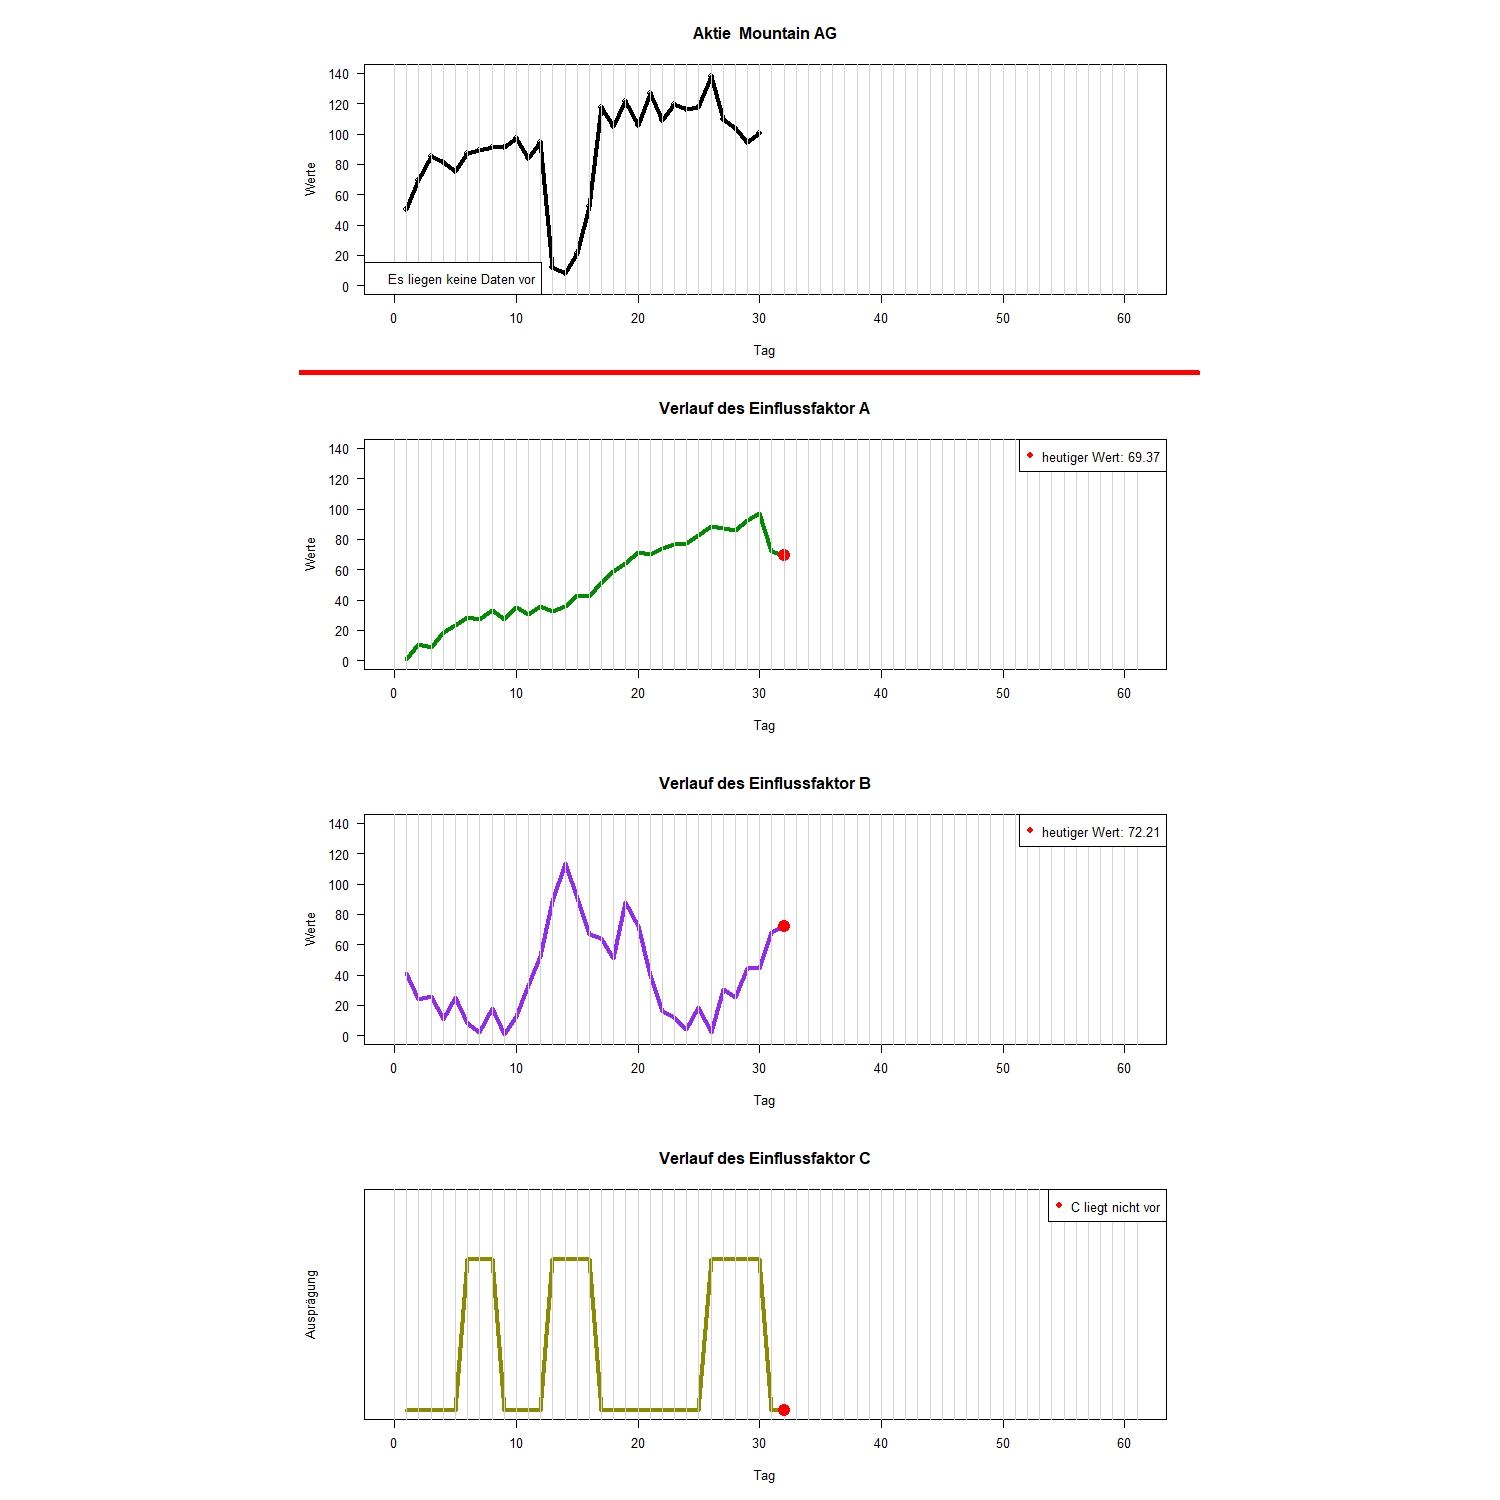 Aktie  Mountain AG
140
120
100
80
60
40
20
0
Werte
Es liegen keine Daten vor
0 10 20 30 40 50 60
Tag
Verlauf des Einflussfaktor A
140
120
100
80
60
40
20
0
Werte
heutiger Wert: 69.37
0 10 20 30 40 50 60
Tag
Verlauf des Einflussfaktor B
140
120
100
80
60
40
20
0
Werte
heutiger Wert: 72.21
0 10 20 30 40 50 60
Tag
Verlauf des Einflussfaktor C
Ausprägung
C liegt nicht vor
0 10 20 30 40 50 60
Tag